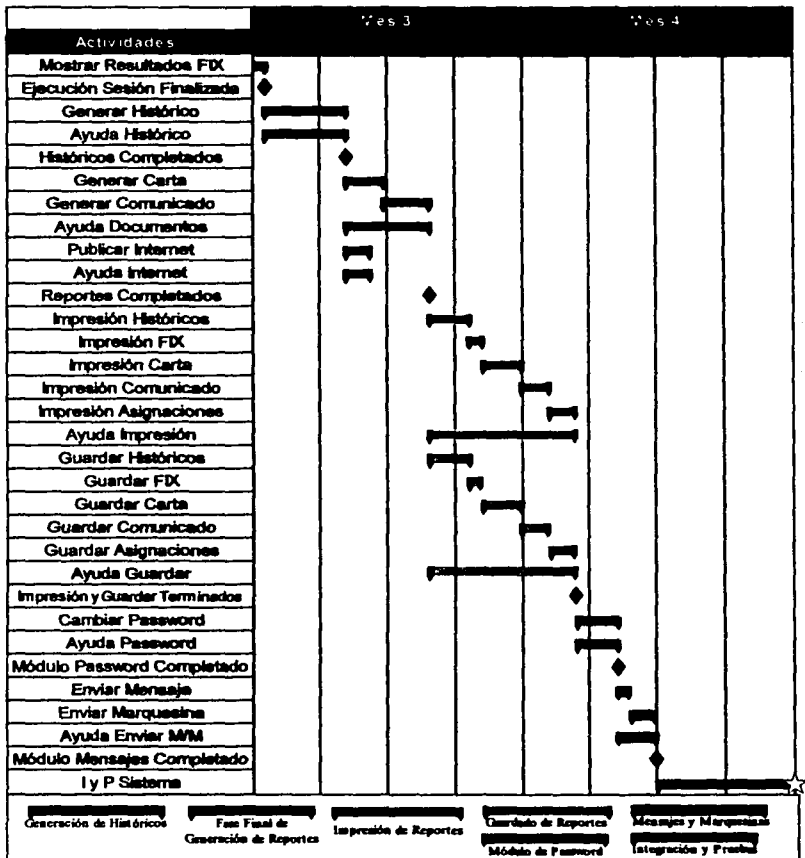 Mes 3 Mes 4
Actividades
Mostrar Resultados FIX
Ejecución Sesión Finalizada
Generar Histórico
Ayuda Histórico
Históricos Completados
Generar Carta
Generar Comunicado
Ayuda Documentos
Publicar Internet
Ayuda Internet
Reportes Completados
Impresión Históricos
Impresión FIX
Impresión Carta
Impresión Comunicado
Impresión Asignaciones
Ayuda Impresión
Guardar Históricos
Guardar FIX
Guardar Carta
Guardar Comunicado
Guardar Asignaciones
Ayuda Guardar
Impresión y Guardar Terminados
Cambiar Password
Ayuda Password
Módulo Password Completado
Enviar Mensaje
Enviar Marquesina
Ayuda Enviar M/M
Módulo Mensajes Completado
I y P Sistema
Generación de Históricos
Fase Final de
Generación de Reportes
Impresión de Reportes
Guardado de Reportes
Módulo de Password
Mensajes y Marquesinas
Integración y Pruebas